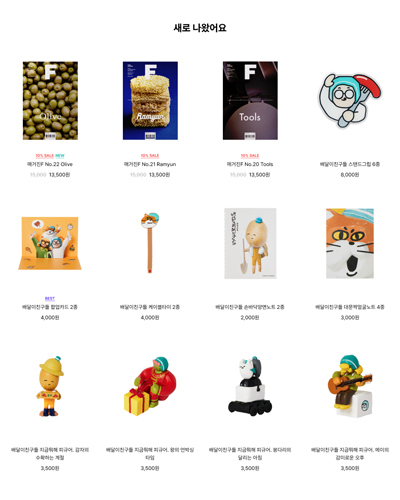 새로 나왔어요
F
Olive
F
Ramyun
F
Tools
10% SALE NEW
매거진F No.22 Olive
15,000 13,500원
10% SALE
매거진F No.21 Ramyun
15,000 13,500원
10% SALE
매거진F No.20 Tools
15,000 13,500원
배달이친구들 스탠드그립 6종
8,000원
BEST
배달이친구들 팝업카드 2종
4,000원
배달이친구들 케이블타이 2종
4,000원
배달이친구들 손바닥양면노트 2종
2,000원
배달이친구들 대문짝얼굴노트 4종
3,000원
배달이친구들 지금뭐해 피규어. 감자의
수확하는 계절
3,500원
배달이친구들 지금뭐해 피규어. 왕의 언박싱
타임
3,500원
배달이친구들 지금뭐해 피규어. 봉다리의
달리는 아침
3,500원
배달이친구들 지금뭐해 피규어. 메이의
감미로운 오후
3,500원